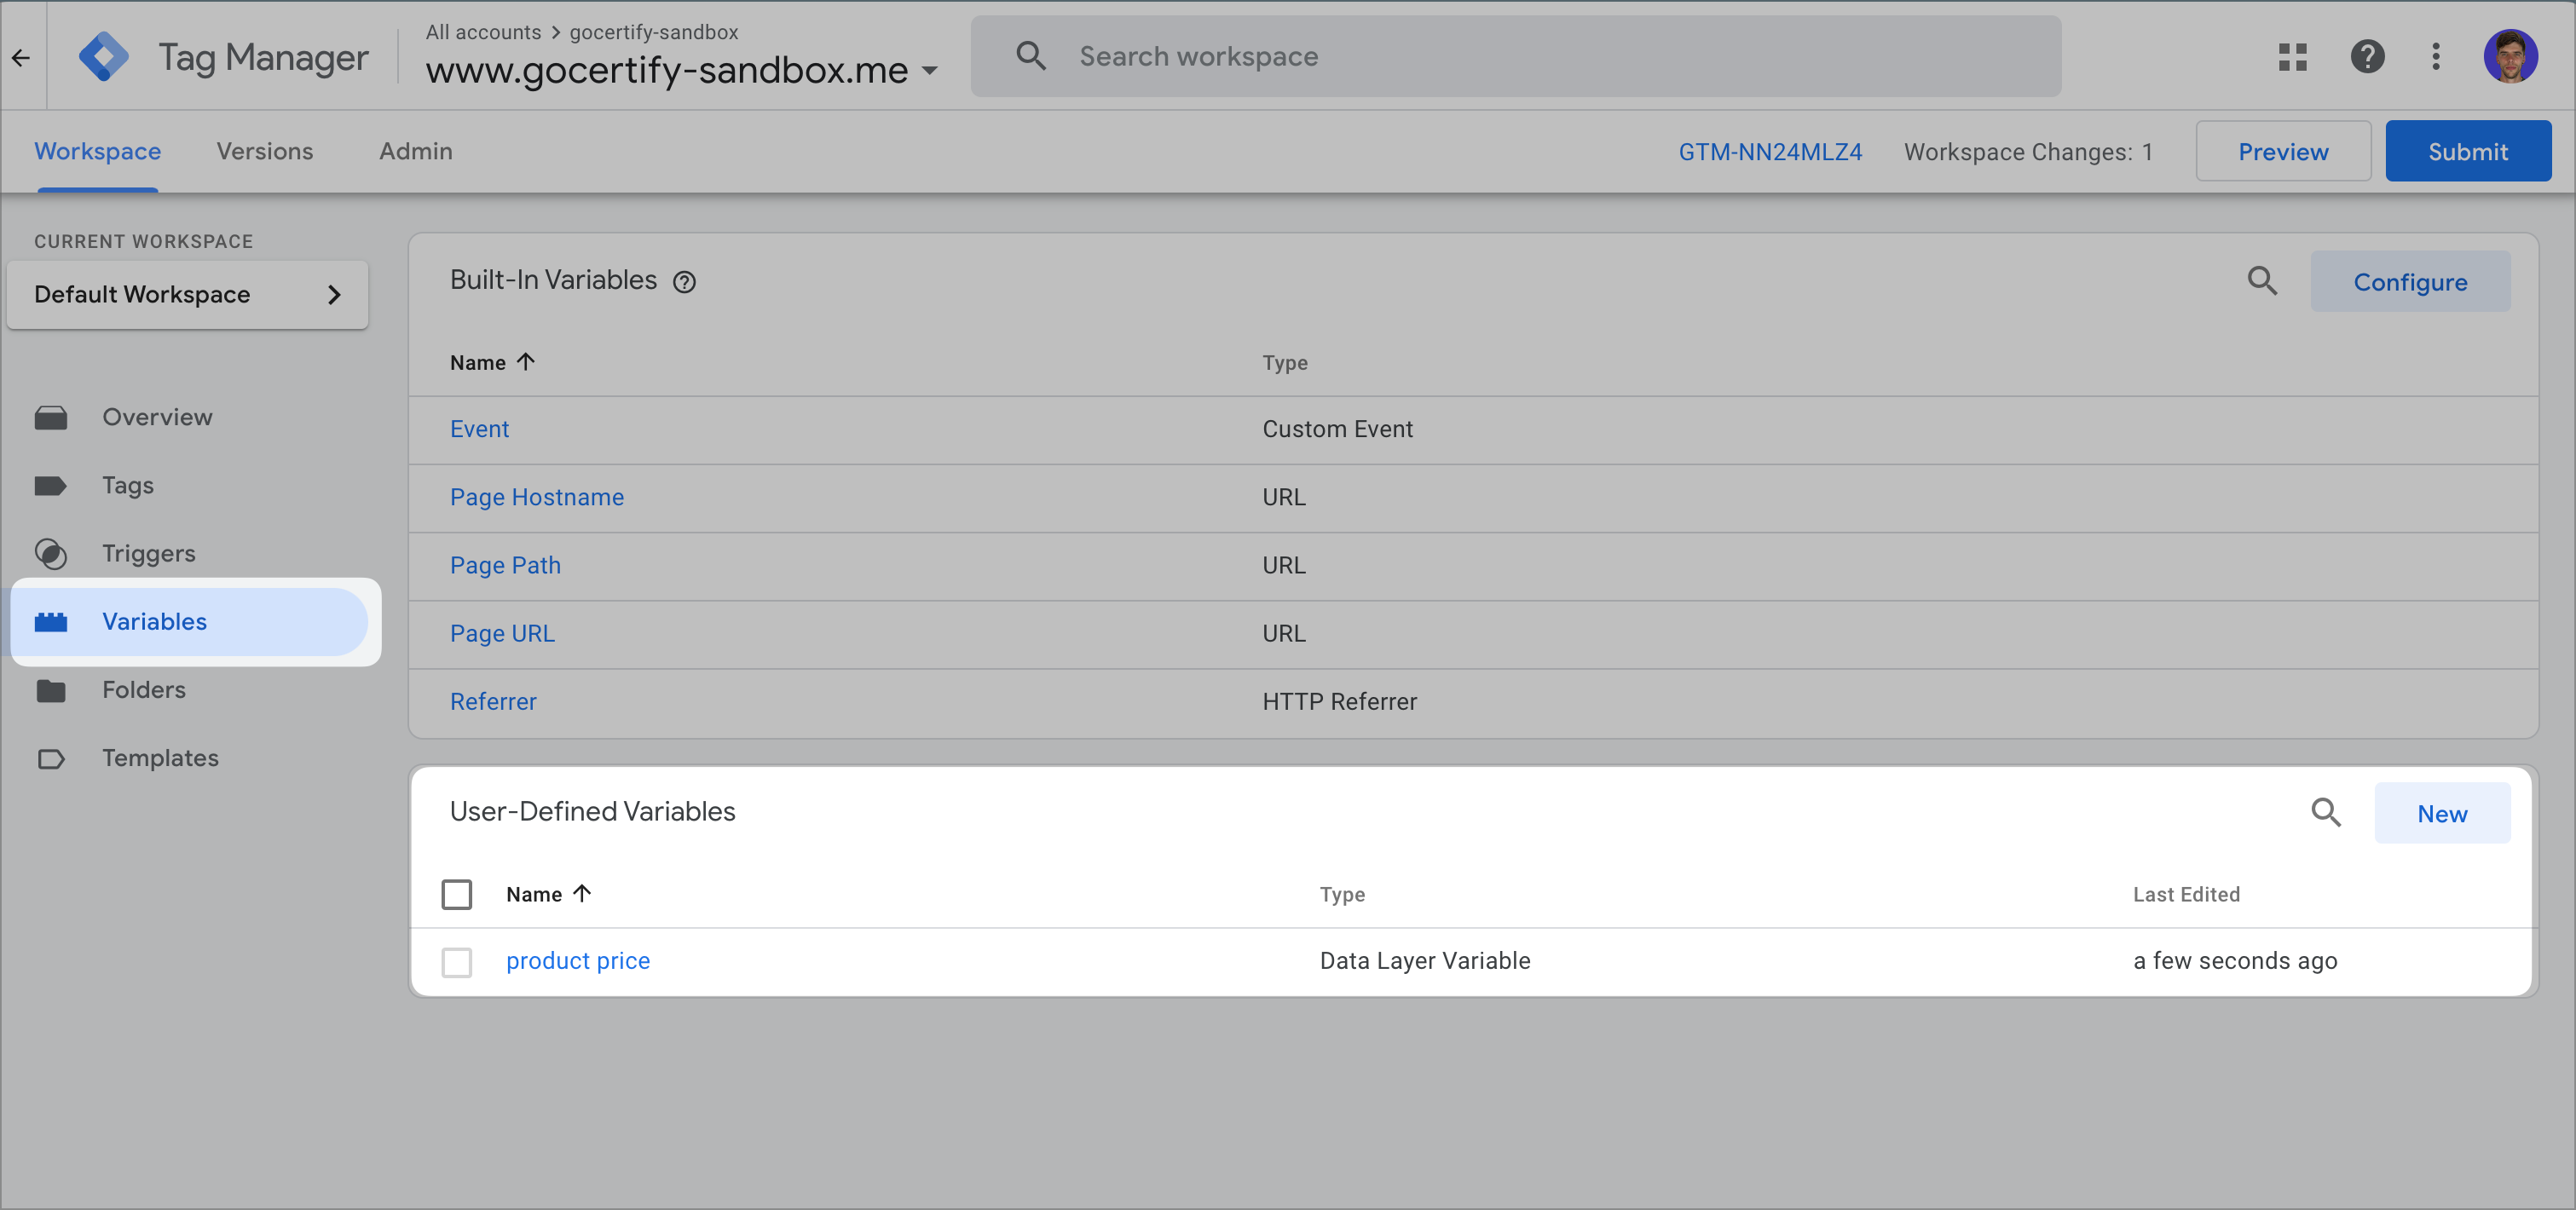 Tag Manager
All accounts > gocertify-sandbox
www.gocertify-sandbox.me
Search workspace
Workspace
Versions
Admin
GTM-NN24MLZ4
Workspace Changes: 1
Preview
Submit
CURRENT WORKSPACE
Default Workspace
Overview
Tags
Triggers
Variables
Folders
Templates
Built-In Variables
Configure
Name Type
Event Custom Event
Page Hostname URL
Page Path URL
Page URL URL
Referrer HTTP Referrer
User-Defined Variables
New
Name Type Last Edited
product price Data Layer Variable a few seconds ago